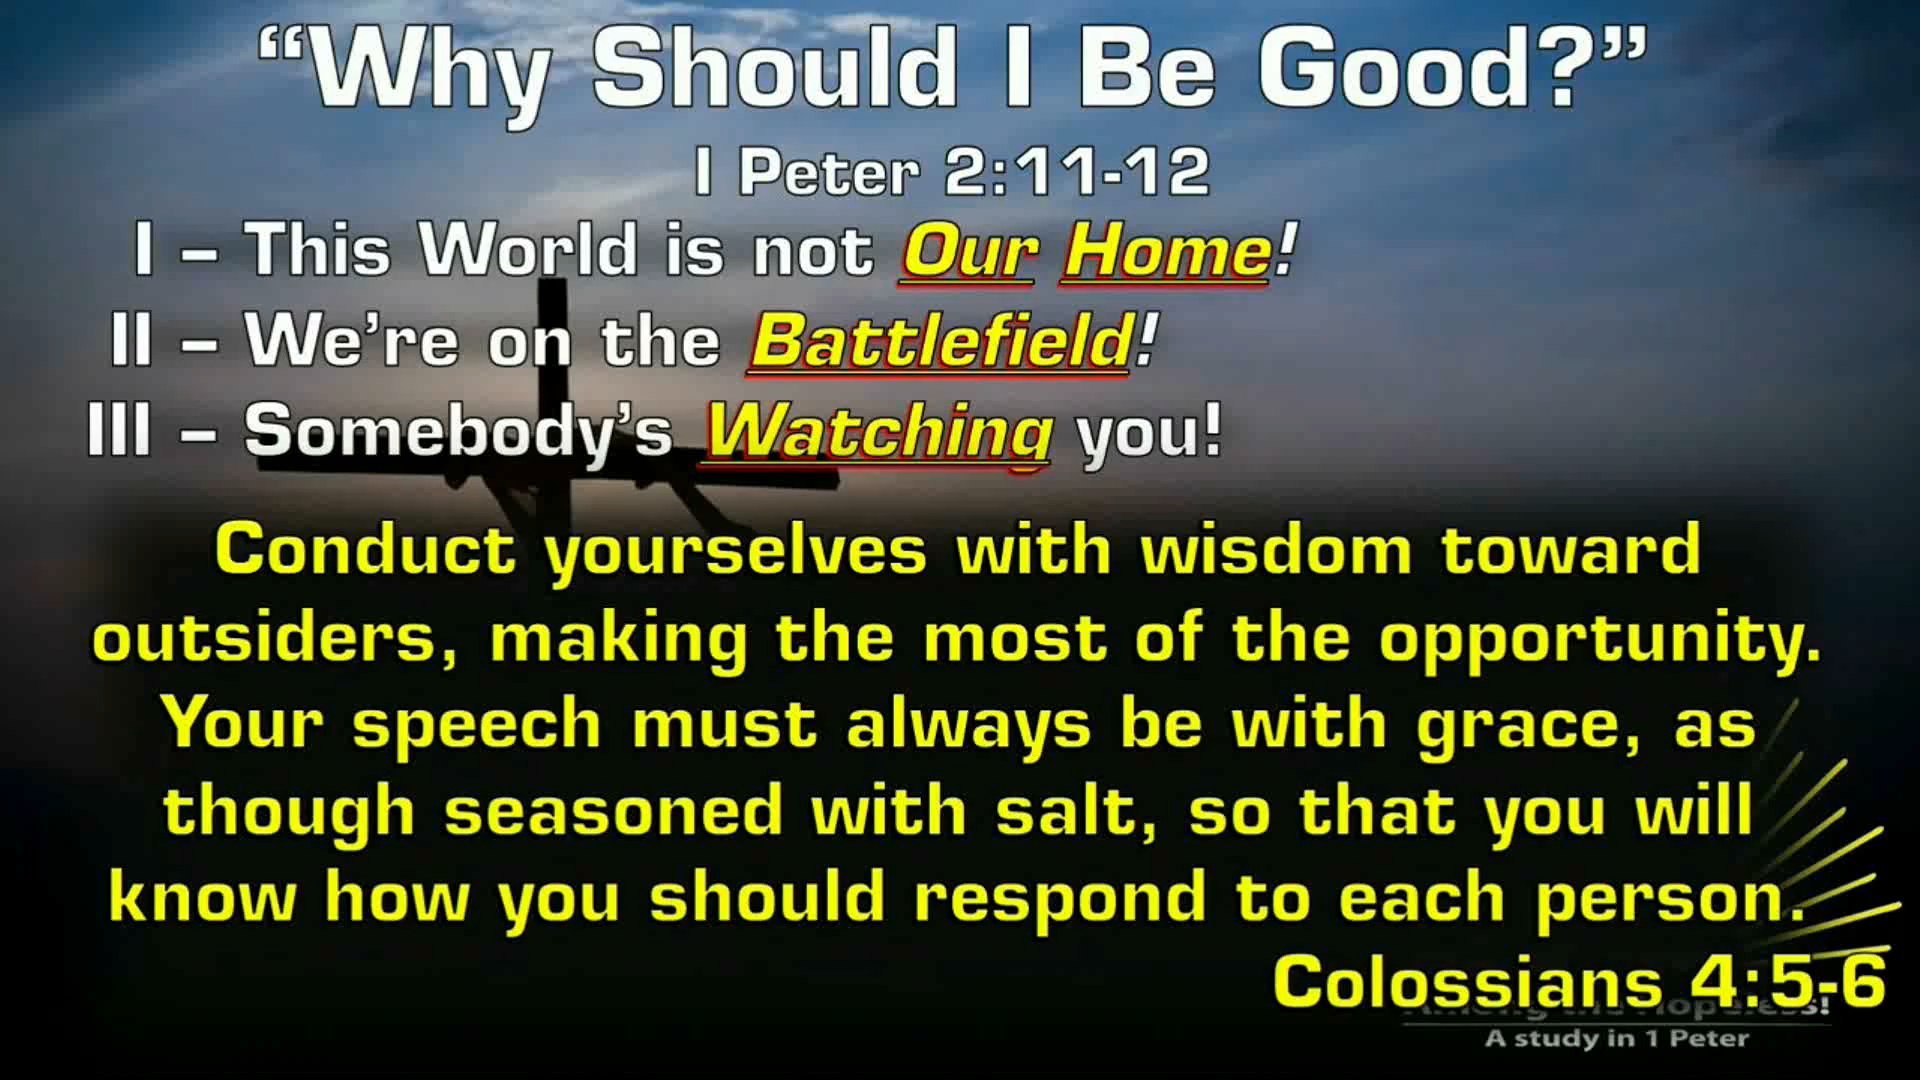 “Why Should I Be Good?”
I Peter 2:11-12
I – This World is not Our Home!
II – We’re on the Battlefield!
III – Somebody’s Watching you!
Conduct yourselves with wisdom toward
outsiders, making the most of the opportunity.
Your speech must always be with grace, as
though seasoned with salt, so that you will
know how you should respond to each person.
Colossians 4:5-6
A study in 1 Peter